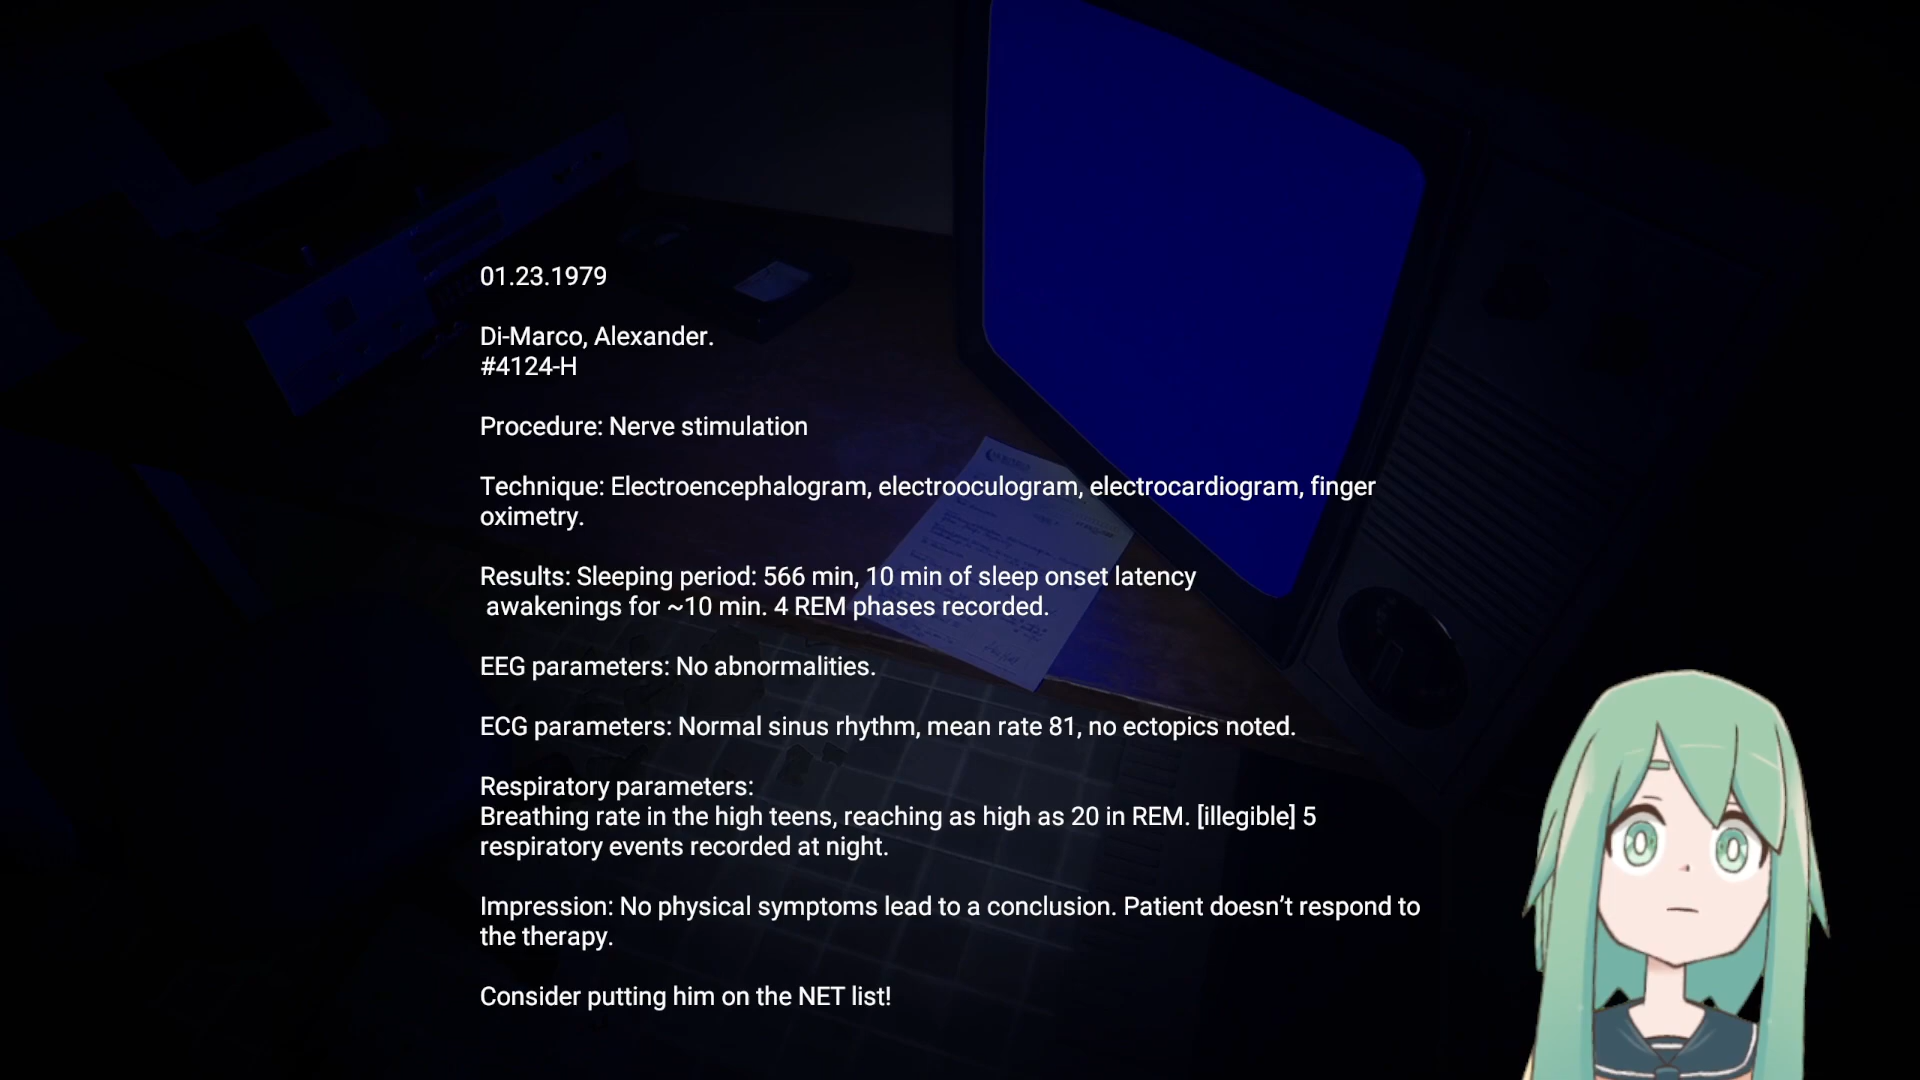 01.23.1979
Di-Marco, Alexander.
#4124-H
Procedure: Nerve stimulation
Technique: Electroencephalogram, electrooculogram, electrocardiogram, finger
oximetry.
Results: Sleeping period: 566 min, 10 min of sleep onset latency
awakenings for ~10 min. 4 REM phases recorded.
EEG parameters: No abnormalities.
ECG parameters: Normal sinus rhythm, mean rate 81, no ectopics noted.
Respiratory parameters:
Breathing rate in the high teens, reaching as high as 20 in REM. [illegible] 5
respiratory events recorded at night.
Impression: No physical symptoms lead to a conclusion. Patient doesn’t respond to
the therapy.
Consider putting him on the NET list!